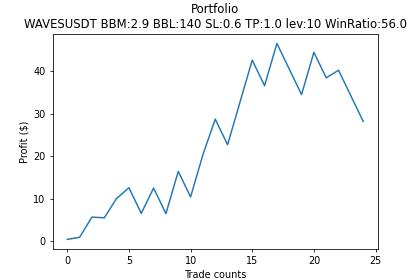 Portfolio
WAVESUSDT BBM:2.9 BBL:140 SL:0.6 TP:1.0 lev:10 WinRatio:56.0
40
30
20
10
0
Profit ($)
0 5 10 15 20 25
Trade counts